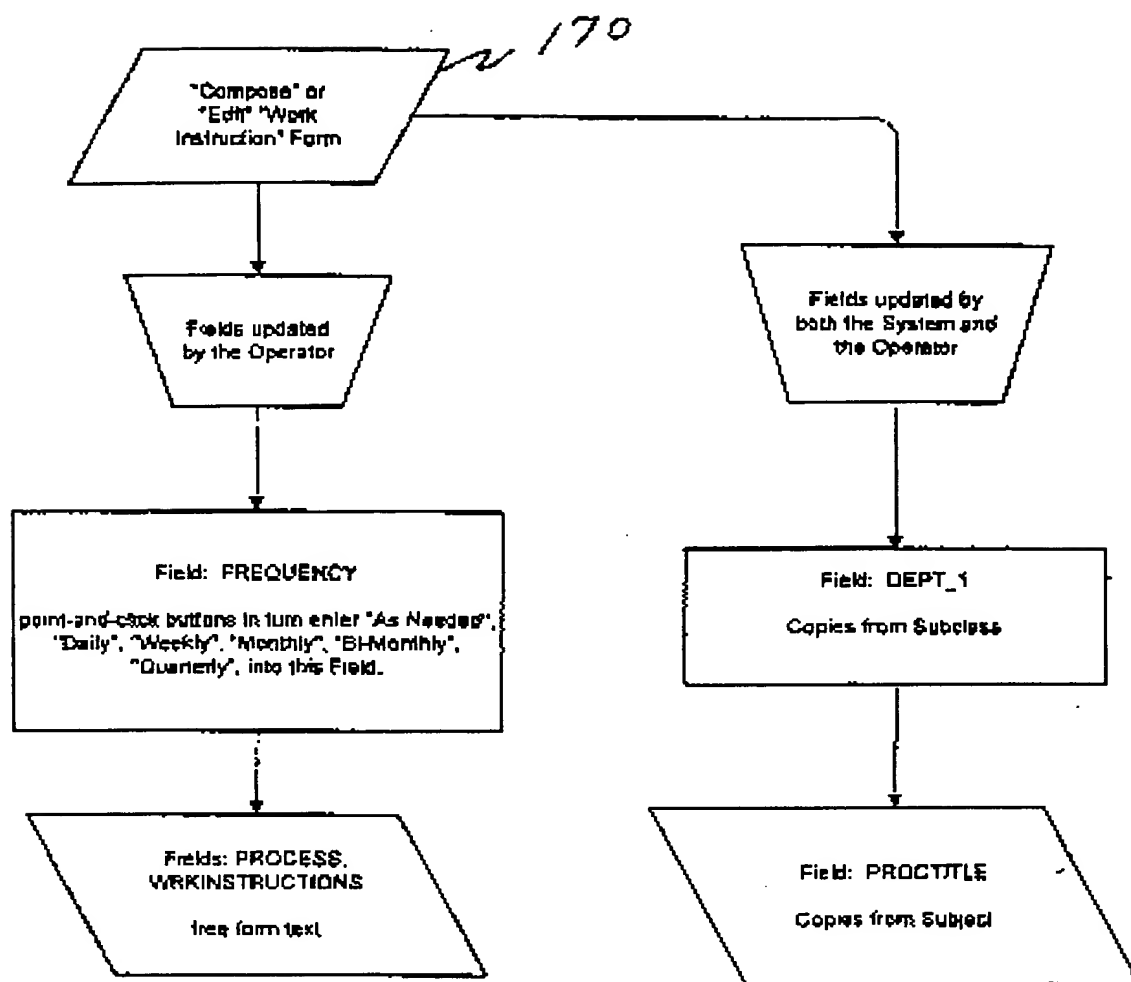 170
"Compose" or
"Edit" "Work
Instruction" Form
Fields updated
by the Operator
Fields updated by
both the System and
the Operator
Field: FREQUENCY
point-and-click buttons in turn enter "As Needed",
"Daily", "Weekly", "Monthly", "Bi-Monthly",
"Quarterly", into this Field.
Field: DEPT_1
Copies from Subclass
Fields: PROCESS,
WRKINSTRUCTIONS
free form text
Field: PROCTITLE
Copies from Subject